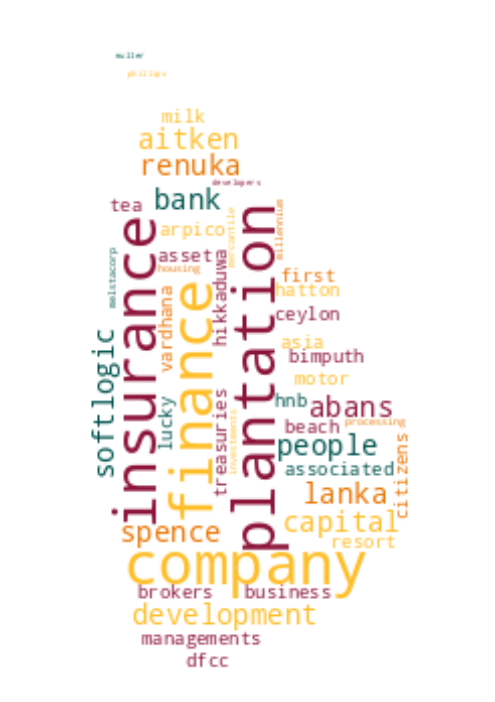 muller
phillips
milk
aitken
renuka
developers
bank
tea
arpico
mercantile
millennium
asset
housing
insurance
finance
plantation
hikkaduwa
melstacorp
vardhana
first
hatton
ceylon
asia
bimputh
motor
softlogic
lucky
treasuries
investments
hnb
abans
beach
processing
people
associated
citizens
lanka
spence
capital
resort
company
brokers
business
development
managements
dfcc